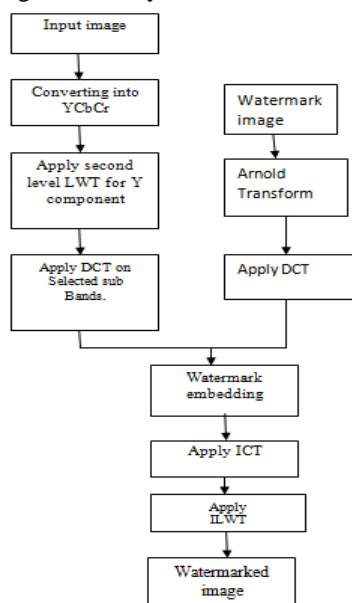 Input image
Converting into
YCbCr
Apply second
level LWT for Y
component
Apply DCT on
Selected sub
Bands.
Watermark
image
Arnold
Transform
Apply DCT
Watermark
embedding
Apply ICT
Apply
ILWT
Watermarked
image